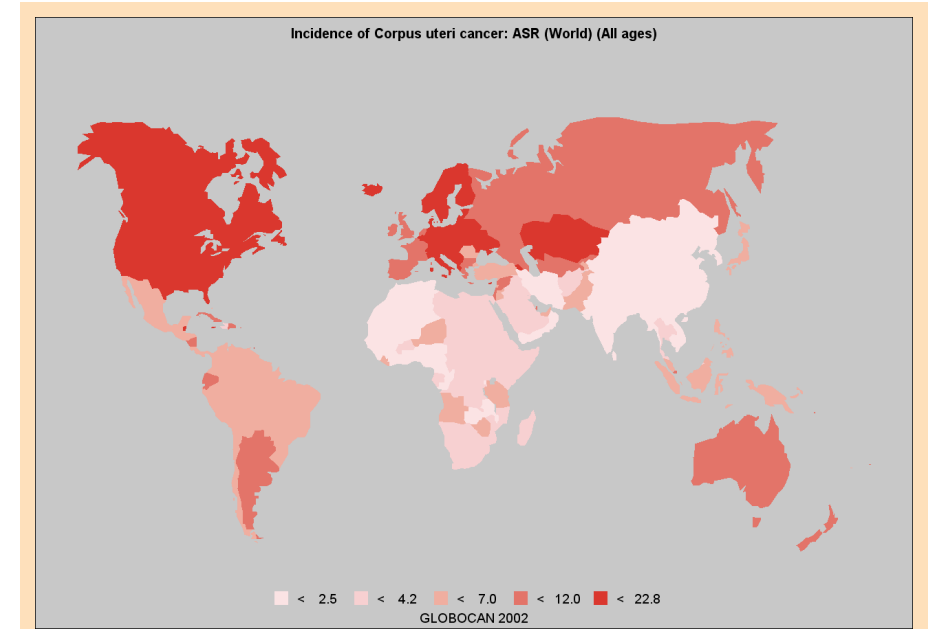 Incidence of Corpus uteri cancer: ASR (World) (All ages)
< 2.5 < 4.2 < 7.0 < 12.0 < 22.8
GLOBOCAN 2002